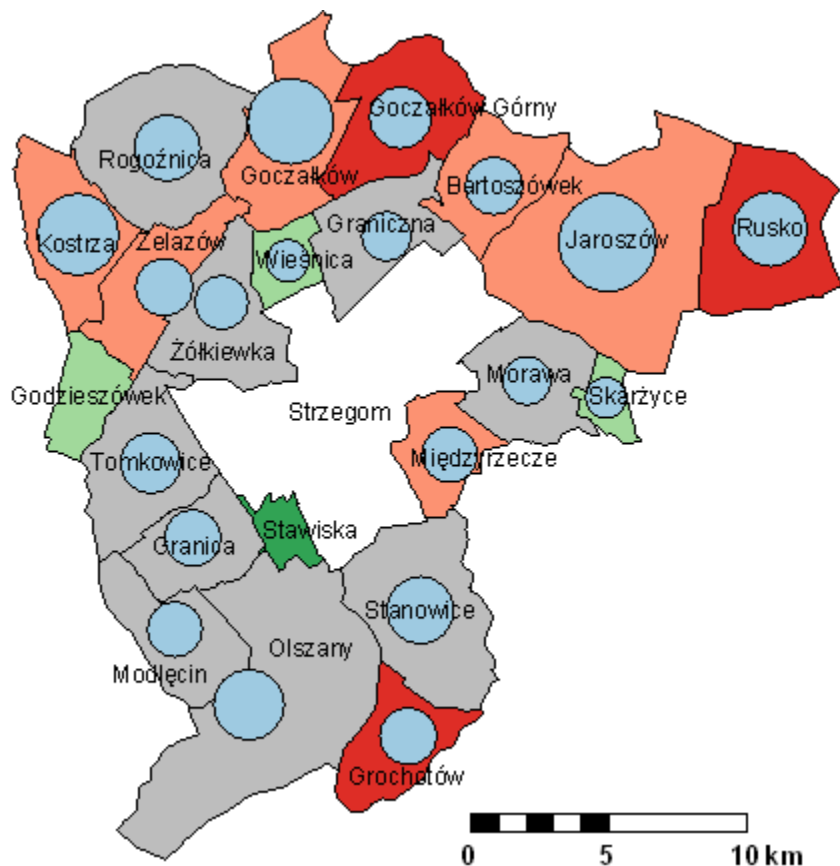 Goczałków Górny
Rogoźnica
Goczałków
Bartoszówek
Graniczna
Rusko
Kostrza
Żelazów
Jaroszów
Wieśnica
Żółkiewka
Morawa
Godzieszówek
Skarżyce
Strzegom
Tomkowice
Międzyrzecze
Stawiska
Granica
Stanowice
Olszany
Modlęcin
Grochotów
0 5 10 km